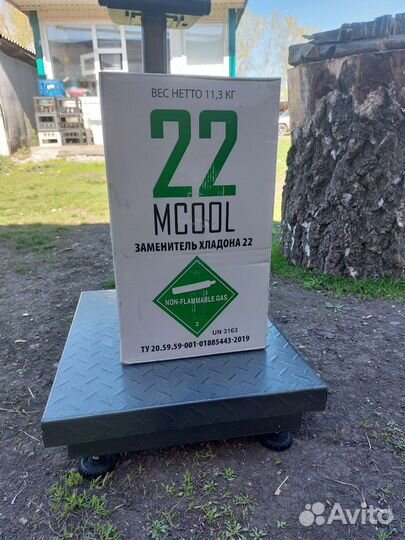 ВЕС НЕТТО 11,3 КГ
22
MCOOL
ЗАМЕНИТЕЛЬ ХЛАДОНА 22
NON-FLAMMABLE GAS
2
UN 3163
ТУ 20.59.59-001-01885443-2019
Avito